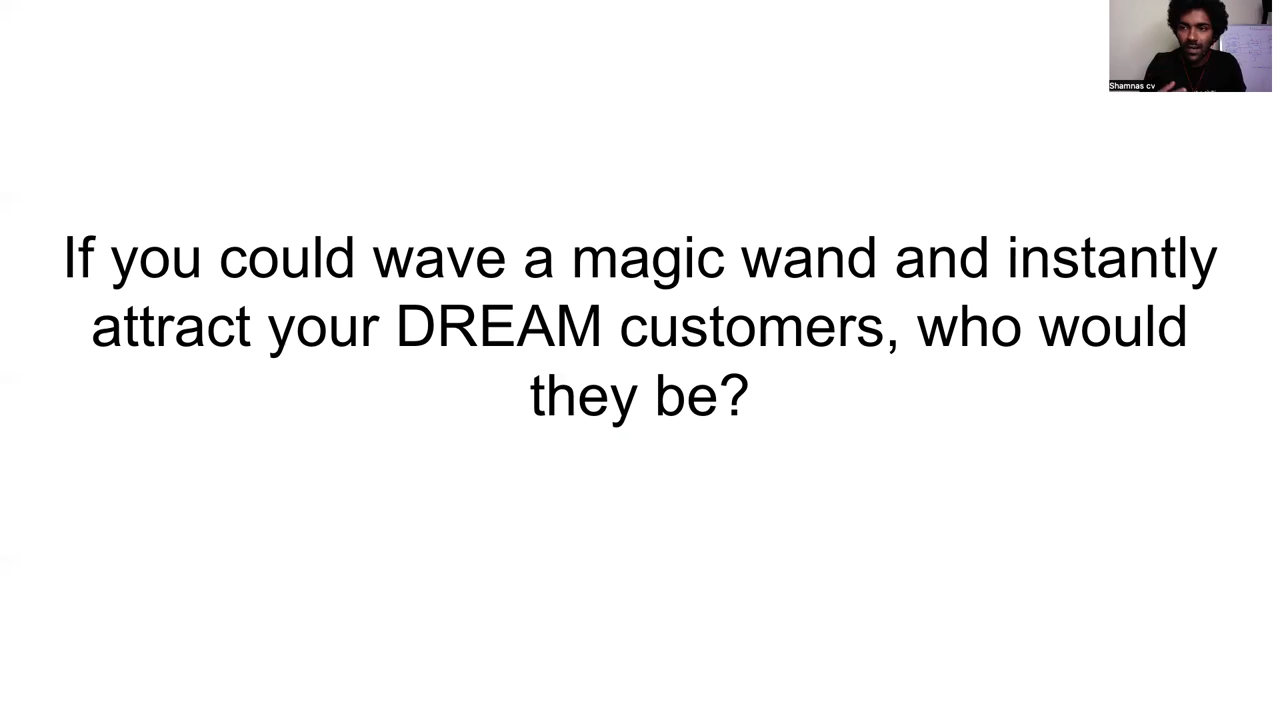 Shamnas cv
If you could wave a magic wand and instantly
attract your DREAM customers, who would
they be?